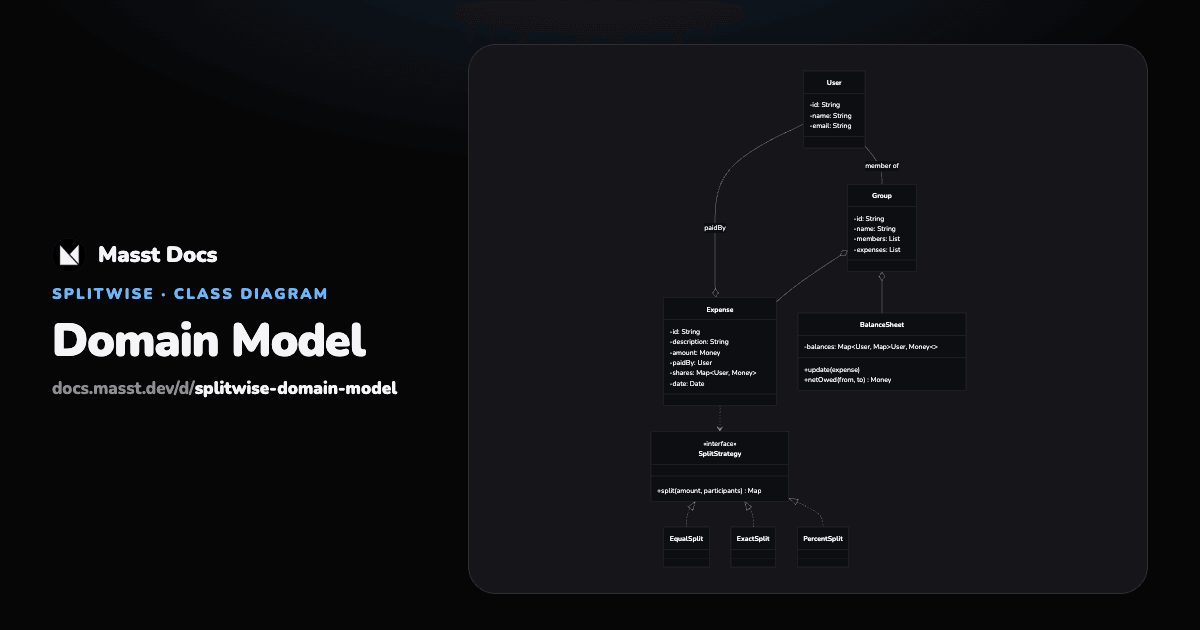 Masst Docs
SPLITWISE · CLASS DIAGRAM
Domain Model
docs.masst.dev/d/splitwise-domain-model
User
-id: String
-name: String
-email: String
member of
Group
-id: String
-name: String
-members: List
-expenses: List
paidBy
Expense
-id: String
-description: String
-amount: Money
-paidBy: User
-shares: Map<User, Money>
-date: Date
BalanceSheet
-balances: Map<User, Map>User, Money<>
+update(expense)
+netOwed(from, to) : Money
«interface»
SplitStrategy
+split(amount, participants) : Map
EqualSplit
ExactSplit
PercentSplit